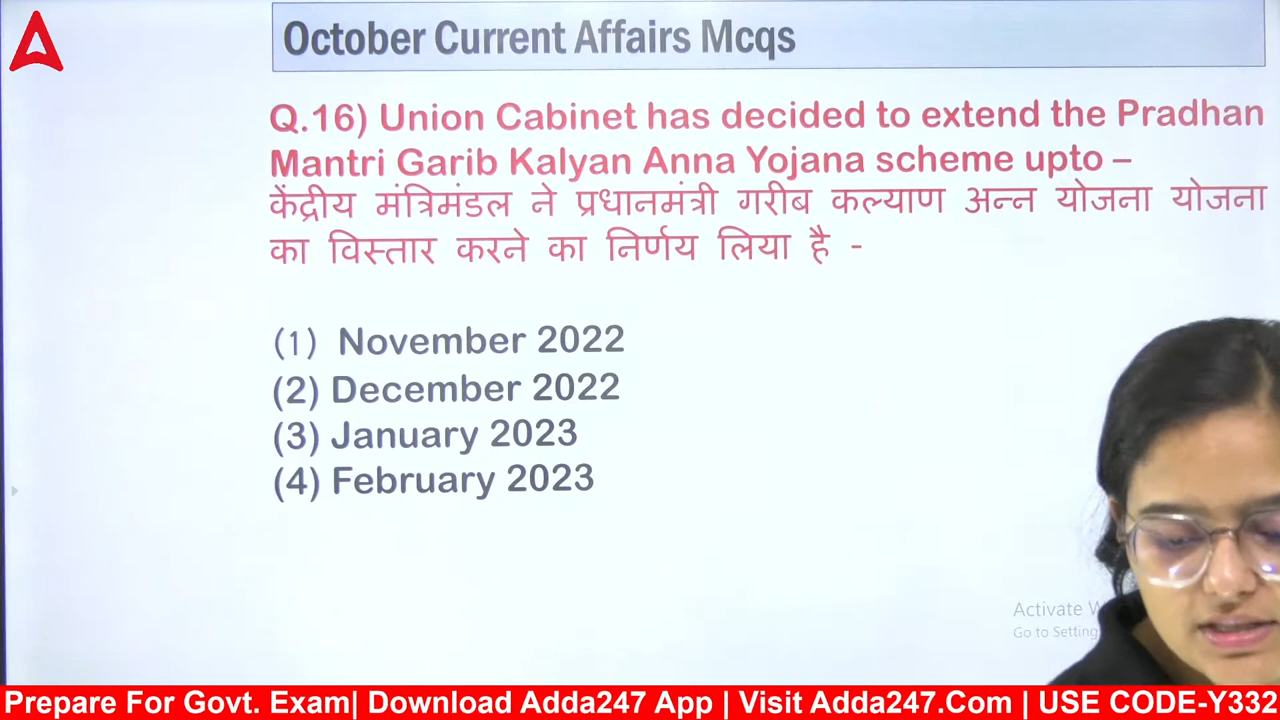 October Current Affairs Mcqs
Q.16) Union Cabinet has decided to extend the Pradhan
Mantri Garib Kalyan Anna Yojana scheme upto –
केंद्रीय मंत्रिमंडल ने प्रधानमंत्री गरीब कल्याण अन्न योजना योजना
का विस्तार करने का निर्णय लिया है -
(1) November 2022
(2) December 2022
(3) January 2023
(4) February 2023
Activate
Go to Setting
Prepare For Govt. Exam| Download Adda247 App | Visit Adda247.Com | USE CODE-Y332